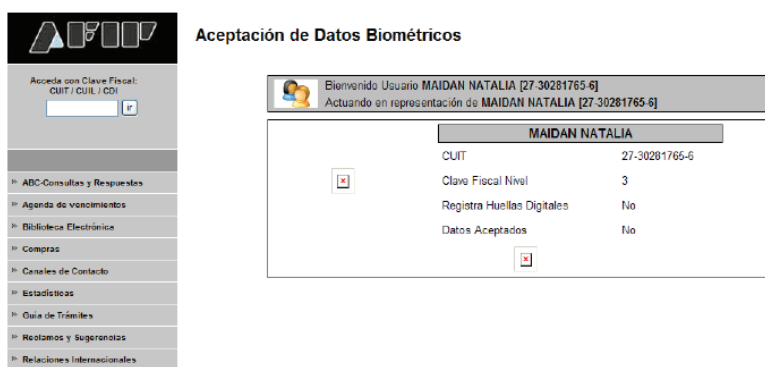 AFIP
Aceptación de Datos Biométricos
Acceda con Clave Fiscal:
CUIT / CUIL / CDI
ir
Bienvenido Usuario MAIDAN NATALIA [27-30281765-6]
Actuando en representación de MAIDAN NATALIA [27-30281765-6]
MAIDAN NATALIA
CUIT 27-30281765-6
Clave Fiscal Nivel 3
Registra Huellas Digitales No
Datos Aceptados No
ABC-Consultas y Respuestas
Agenda de vencimientos
Biblioteca Electrónica
Compras
Canales de Contacto
Estadísticas
Guía de Trámites
Reclamos y Sugerencias
Relaciones Internacionales